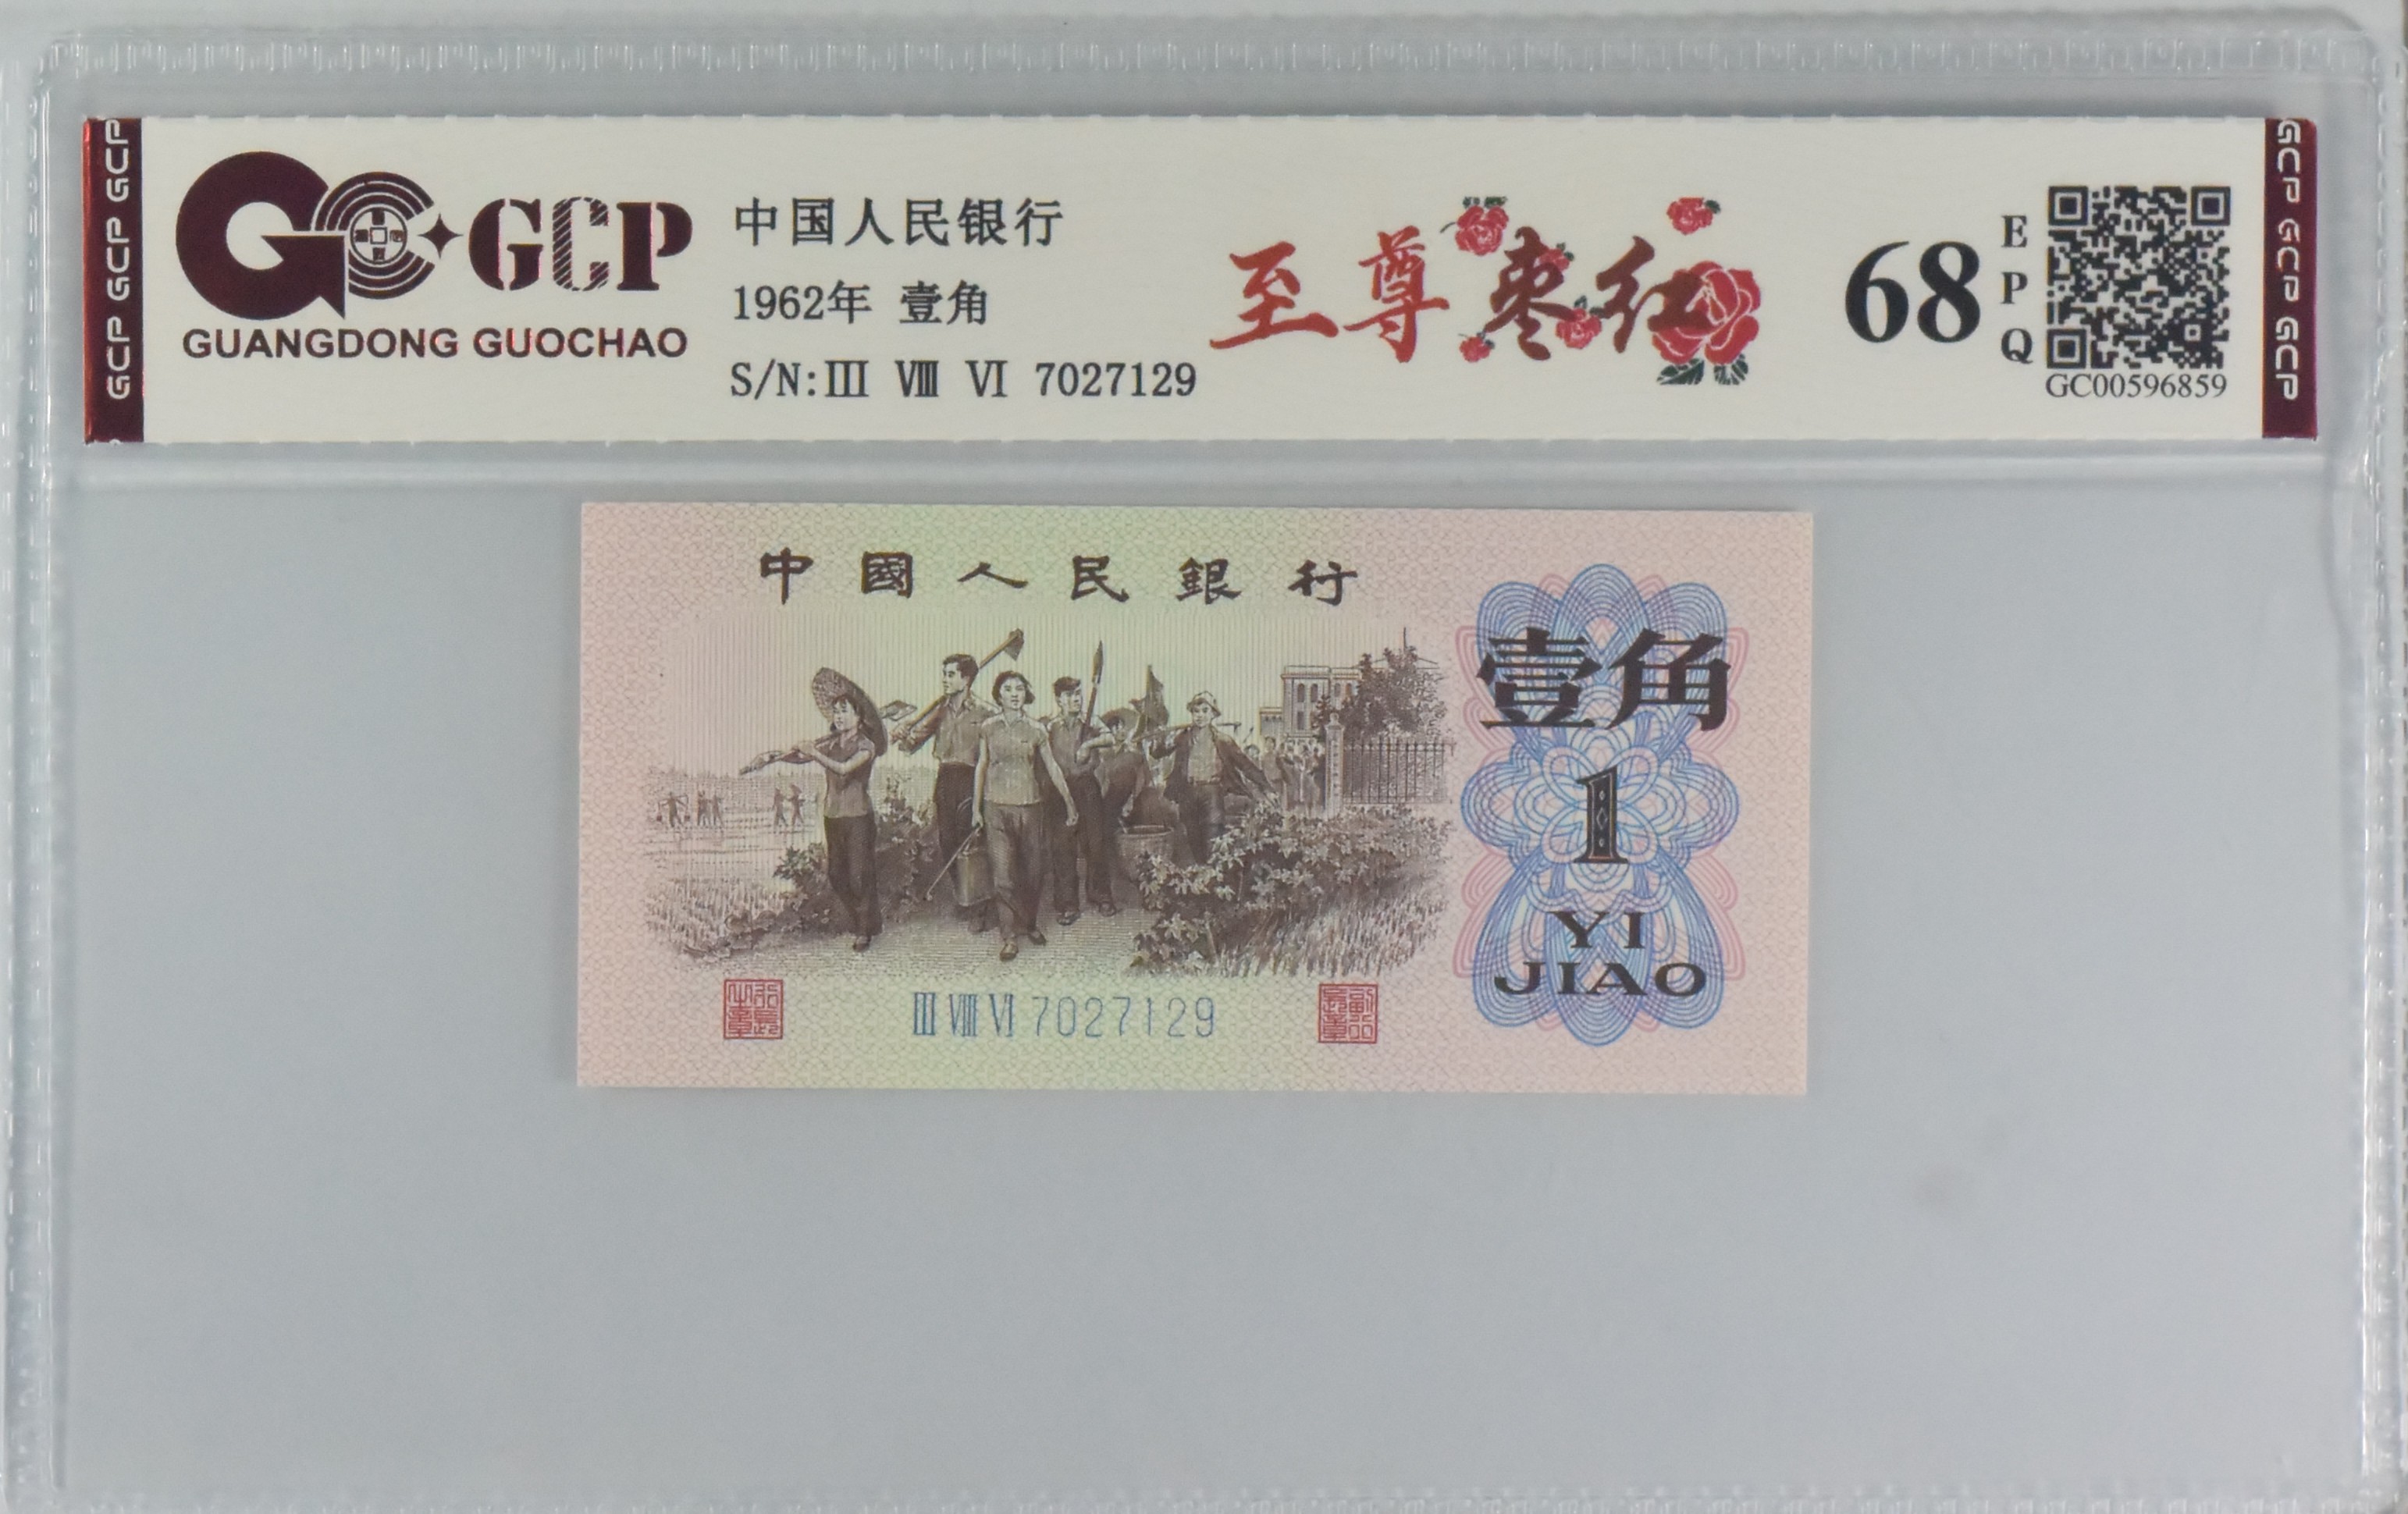 GCP GCP GCP
GCP
GUANGDONG GUOCHAO
中国人民银行
1962年 壹角
S/N:Ⅲ Ⅷ Ⅵ 7027129
至尊枣红
68
E
P
Q
GC00596859
GCP GCP GCP
中國人民銀行
壹角
1
YI
JIAO
Ⅲ Ⅷ Ⅵ 7027129